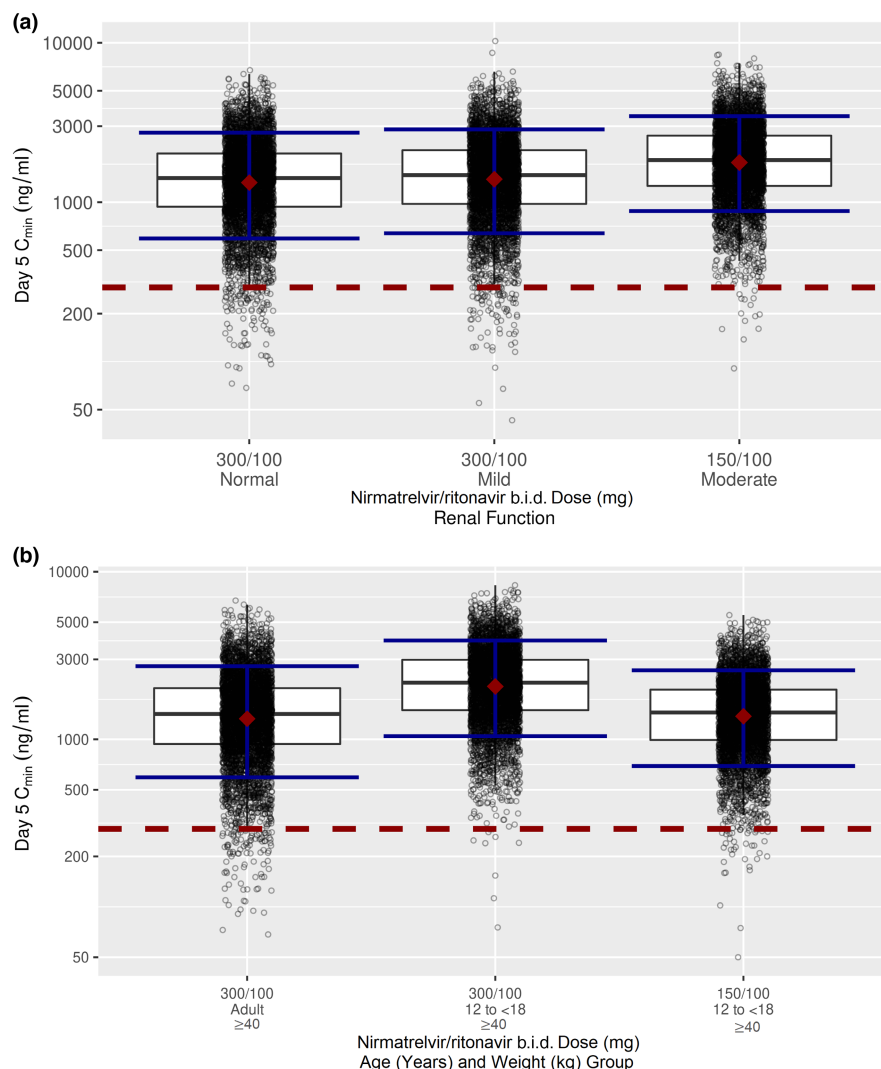 (a)
10000
5000
3000
1000
500
200
50
Day 5 Cmin (ng/ml)
300/100 300/100 150/100
Normal Mild Moderate
Nirmatrelvir/ritonavir b.i.d. Dose (mg)
Renal Function
(b)
10000
5000
3000
1000
500
200
50
Day 5 Cmin (ng/ml)
300/100 300/100 150/100
Adult 12 to <18 12 to <18
≥40 ≥40 ≥40
Nirmatrelvir/ritonavir b.i.d. Dose (mg)
Age (Years) and Weight (kg) Group